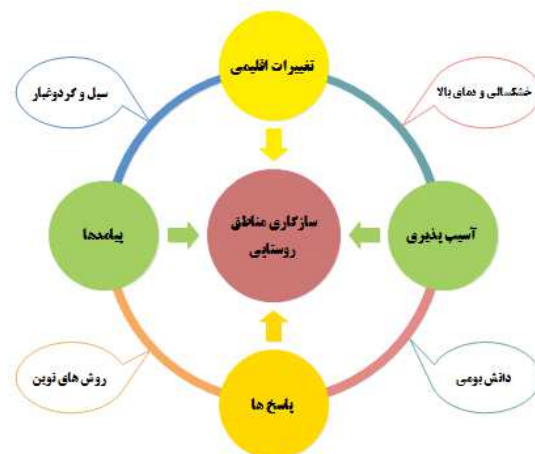 تغییرات اقلیمی
خشکسالی و دمای بالا
سیل و گردوغبار
آسیب پذیری
سازگاری مناطق
روستایی
پیامدها
دانش بومی
روش های نوین
پاسخ ها